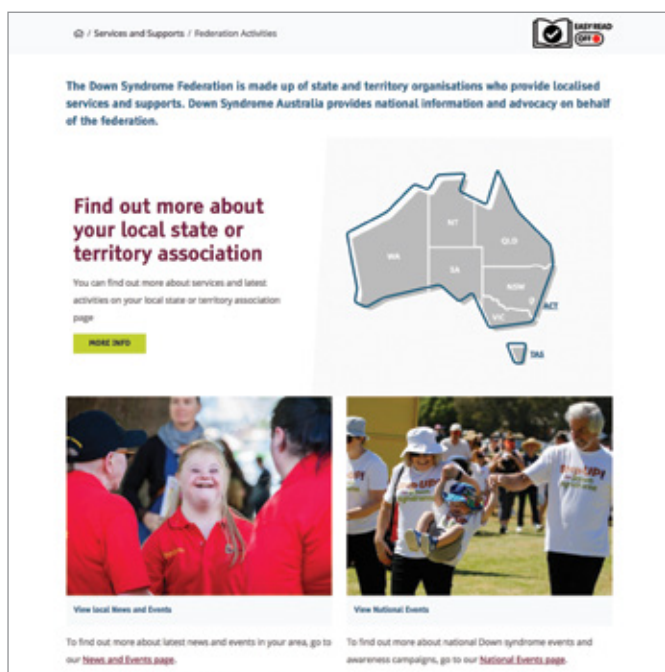 / Services and Supports / Federation Activities
EASY READ
OFF
The Down Syndrome Federation is made up of state and territory organisations who provide localised
services and supports. Down Syndrome Australia provides national information and advocacy on behalf
of the federation.
Find out more about
your local state or
territory association
You can find out more about services and latest
activities on your local state or territory association
page
MORE INFO
NT
QLD
WA
SA
NSW
ACT
VIC
TAS
STEP UP!
View local News and Events
View National Events
To find out more about latest news and events in your area, go to
our News and Events page.
To find out more about national Down syndrome events and
awareness campaigns, go to our National Events page.